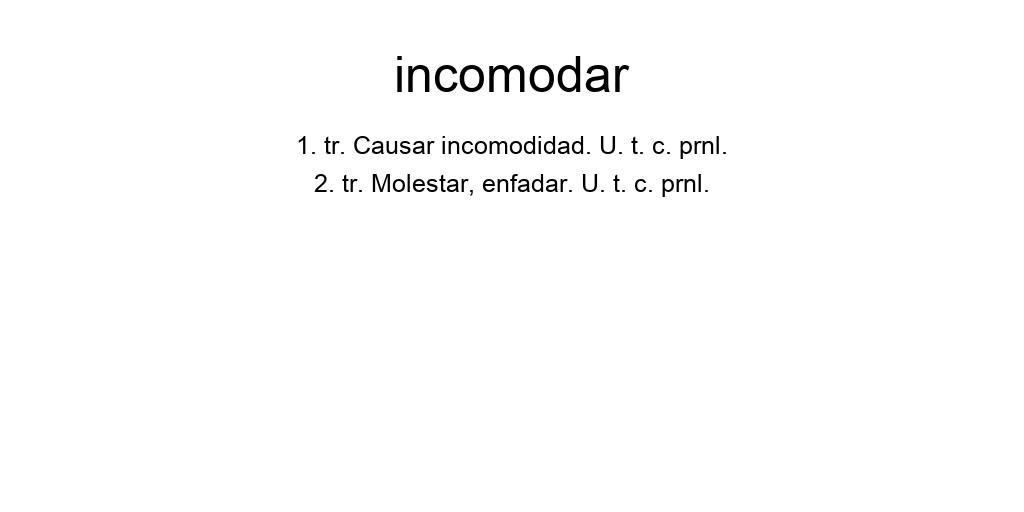 incomodar
1. tr. Causar incomodidad. U. t. c. prnl.
2. tr. Molestar, enfadar. U. t. c. prnl.